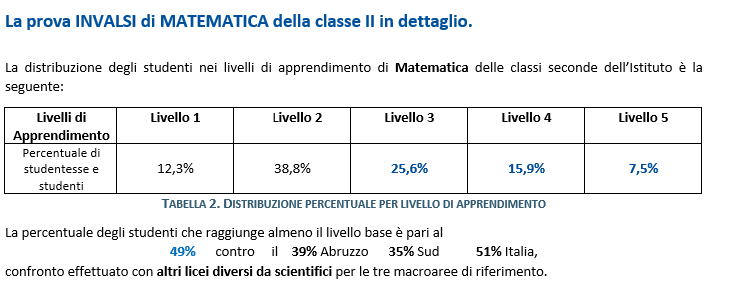 La prova INVALSI di MATEMATICA della classe II in dettaglio.
La distribuzione degli studenti nei livelli di apprendimento di Matematica delle classi seconde dell'Istituto è la
seguente:
Livelli di Apprendimento Livello 1 Livello 2 Livello 3 Livello 4 Livello 5
Percentuale di studentesse e studenti 12,3% 38,8% 25,6% 15,9% 7,5%
TABELLA 2. DISTRIBUZIONE PERCENTUALE PER LIVELLO DI APPRENDIMENTO
La percentuale degli studenti che raggiunge almeno il livello base è pari al
49% contro il 39% Abruzzo 35% Sud 51% Italia,
confronto effettuato con altri licei diversi da scientifici per le tre macroaree di riferimento.